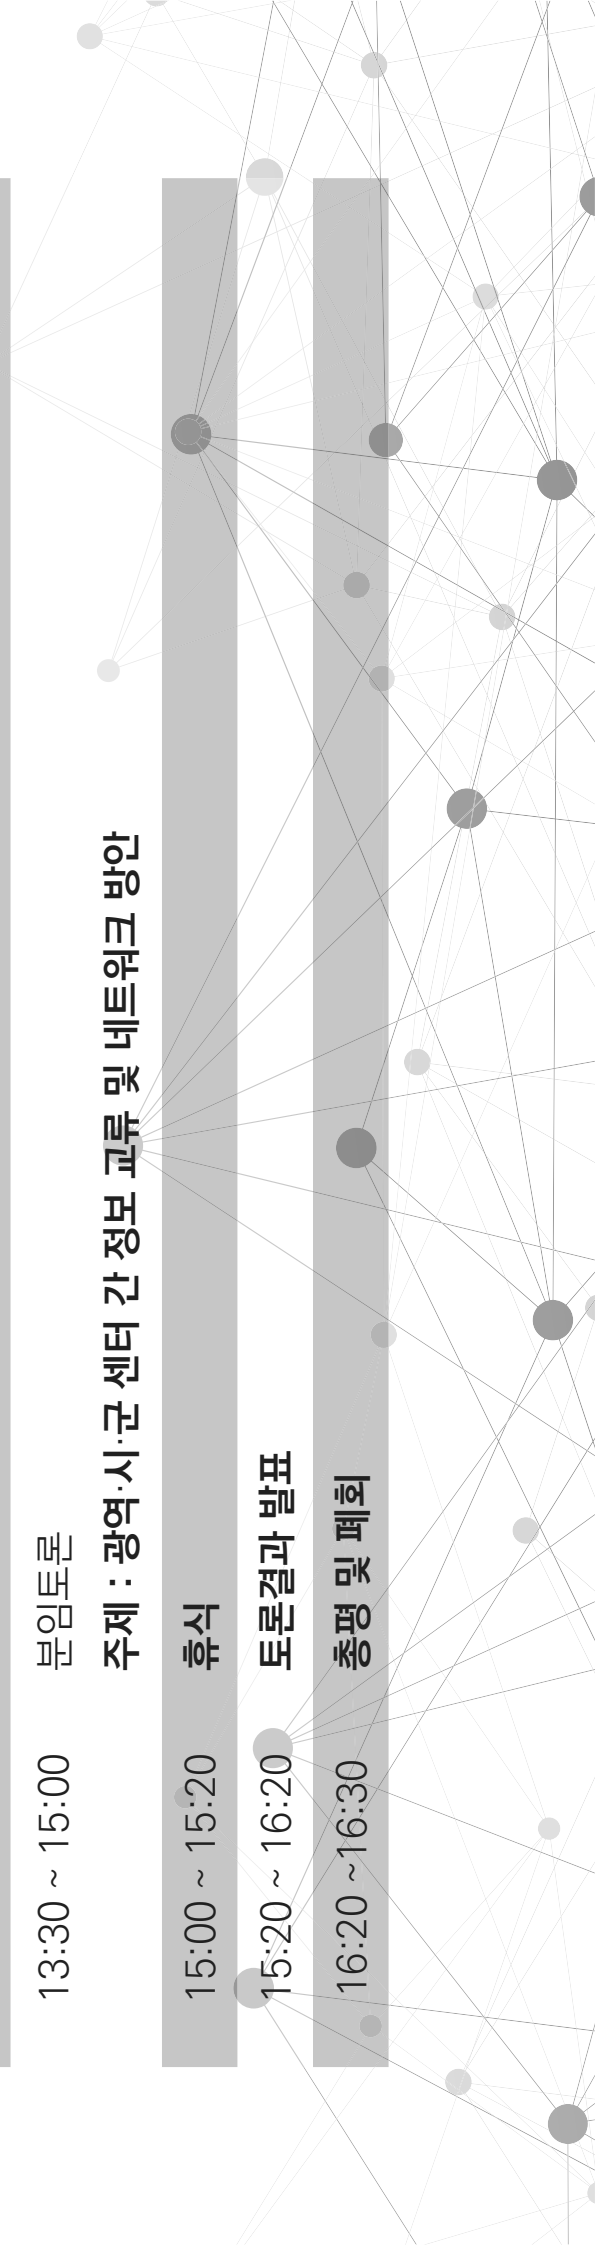 13:30 ~ 15:00 분임토론
주제 : 광역·시·군 센터 간 정보 교류 및 네트워크 방안
15:00 ~ 15:20 휴식
15:20 ~ 16:20 토론결과 발표
16:20 ~16:30 총평 및 폐회